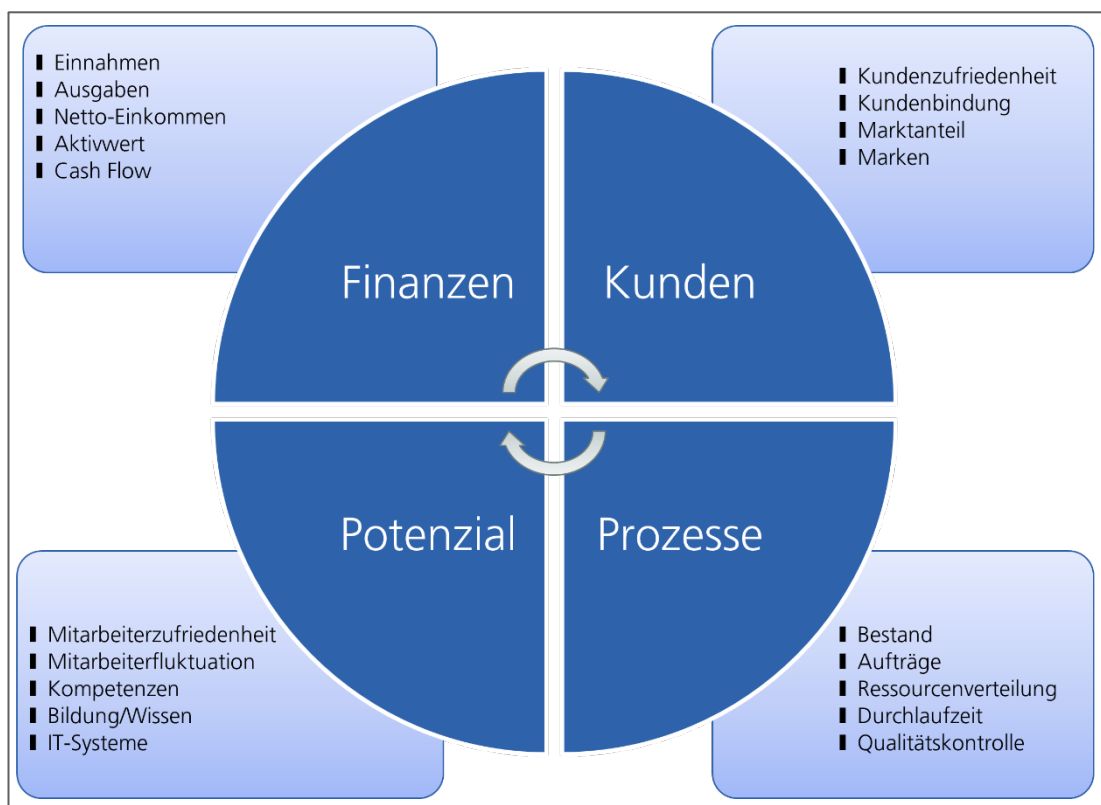 Einnahmen
Ausgaben
Netto-Einkommen
Aktivwert
Cash Flow
Kundenzufriedenheit
Kundenbindung
Marktanteil
Marken
Finanzen
Kunden
Potenzial
Prozesse
Mitarbeiterzufriedenheit
Mitarbeiterfluktuation
Kompetenzen
Bildung/Wissen
IT-Systeme
Bestand
Aufträge
Ressourcenverteilung
Durchlaufzeit
Qualitätskontrolle